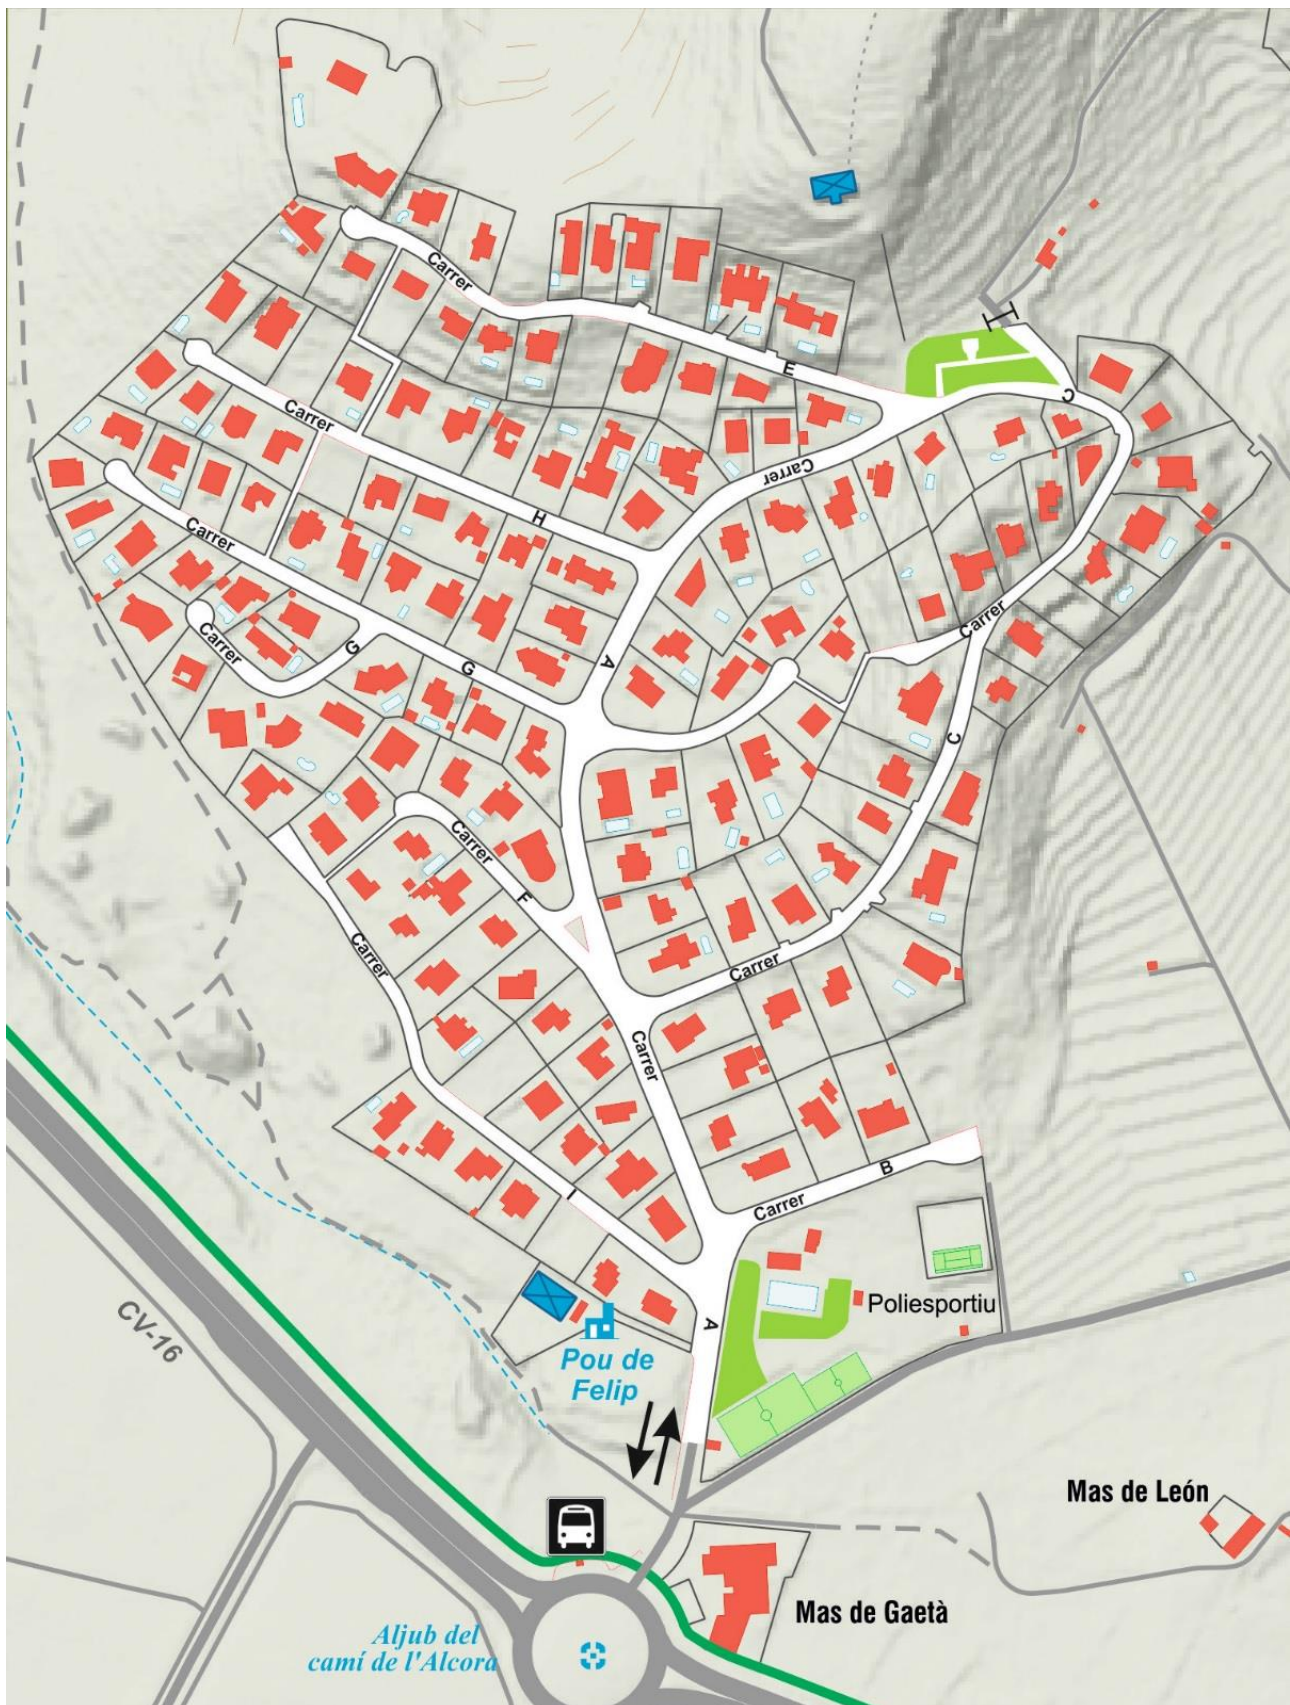 Carrer
E
C
Carrer
Carrer
H
Carrer
Carrer
G
G
A
Carrer
C
Carrer
F
Carrer
Carrer
Carrer
I
B
Carrer
A
Poliesportiu
CV-16
Pou de
Felip
Mas de León
Mas de Gaetà
Aljub del
camí de l'Alcora